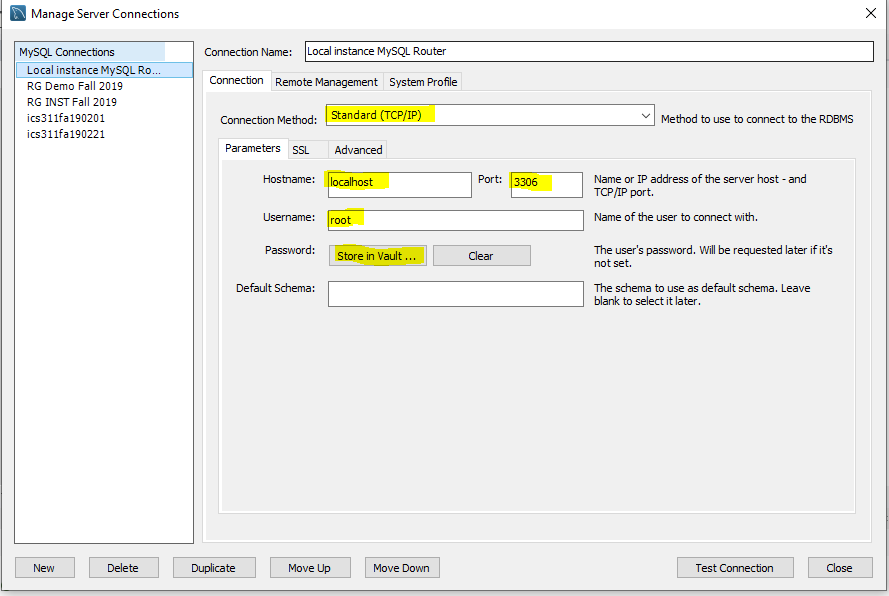 Manage Server Connections
MySQL Connections
Local instance MySQL Ro...
RG Demo Fall 2019
RG INST Fall 2019
ics311fa190201
ics311fa190221
Connection Name: Local instance MySQL Router
Connection Remote Management System Profile
Connection Method: Standard (TCP/IP) Method to use to connect to the RDBMS
Parameters SSL Advanced
Hostname: localhost Port: 3306 Name or IP address of the server host - and
TCP/IP port.
Username: root Name of the user to connect with.
Password: Store in Vault ... Clear The user's password. Will be requested later if it's
not set.
Default Schema: The schema to use as default schema. Leave
blank to select it later.
New Delete Duplicate Move Up Move Down Test Connection Close